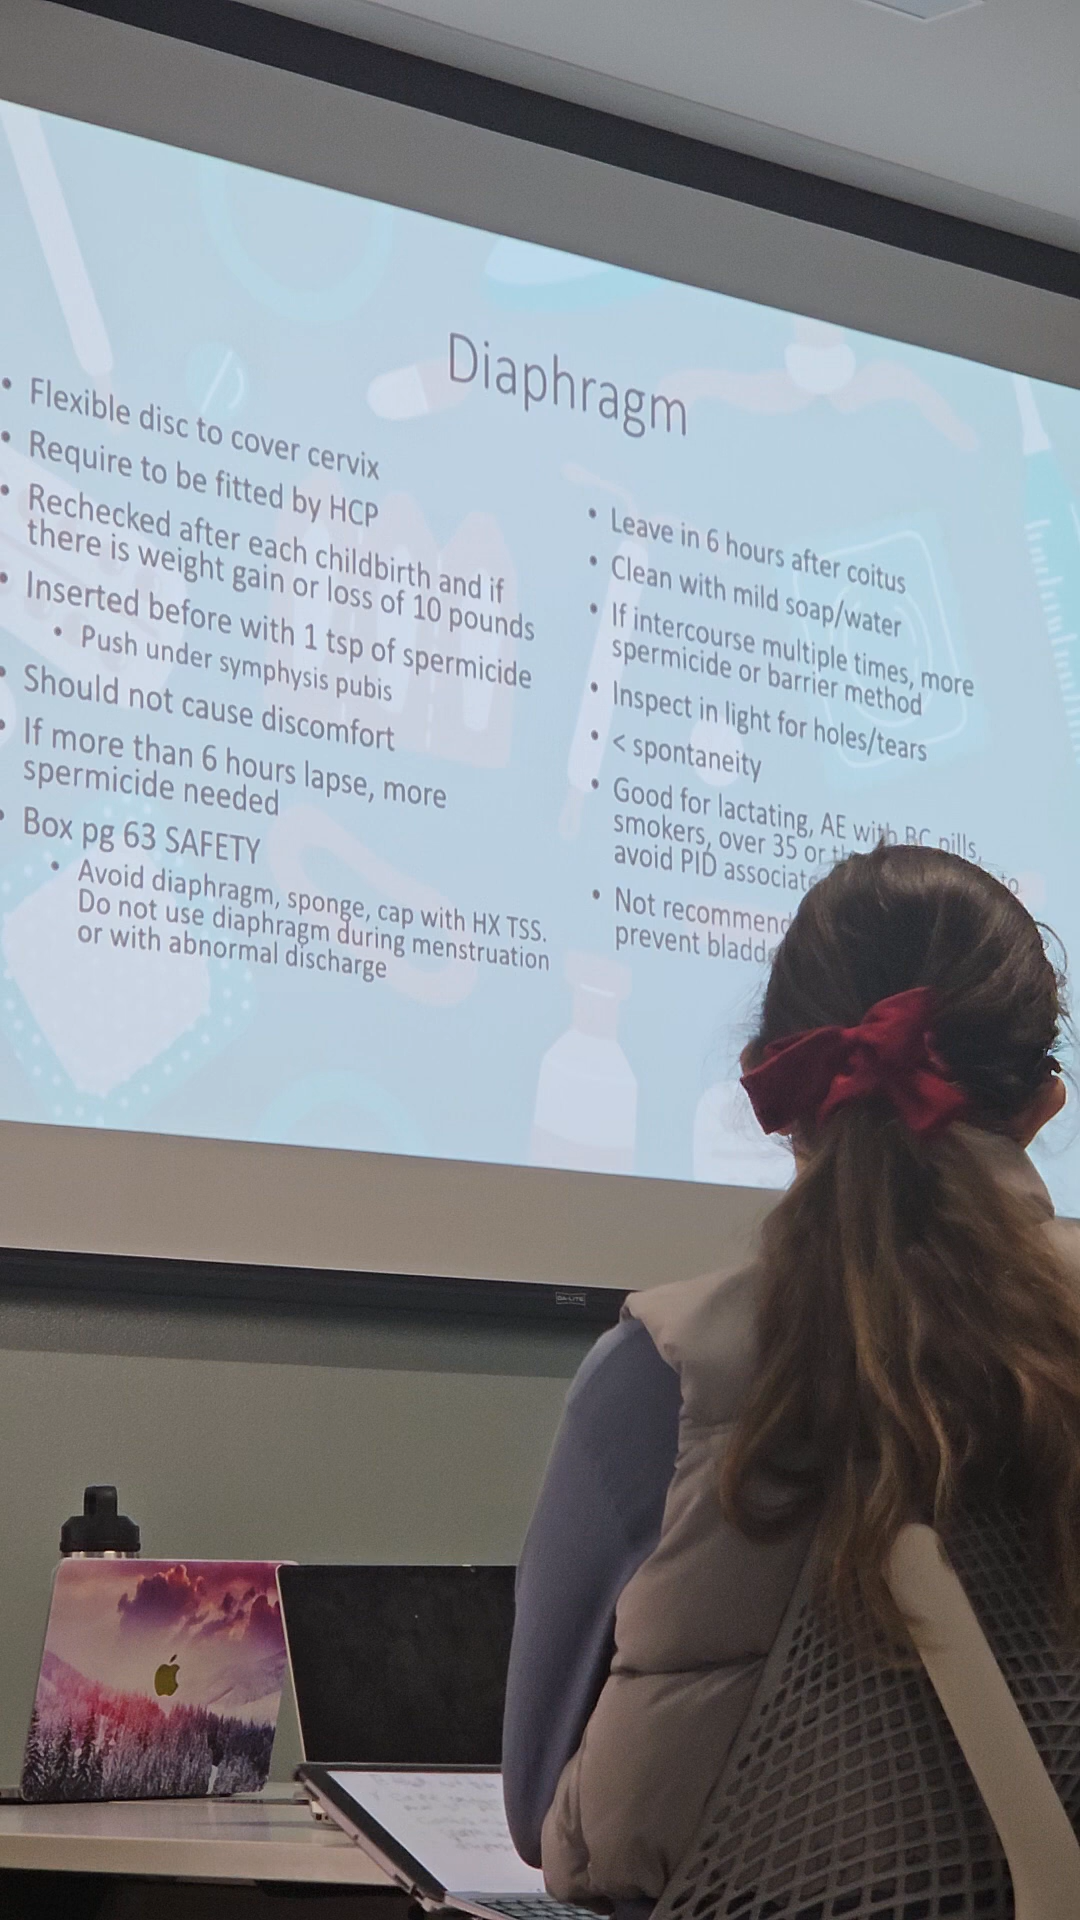 Diaphragm
• Flexible disc to cover cervix
• Require to be fitted by HCP
• Rechecked after each childbirth and if
there is weight gain or loss of 10 pounds
• Inserted before with 1 tsp of spermicide
• Push under symphysis pubis
• Should not cause discomfort
• If more than 6 hours lapse, more
spermicide needed
• Box pg 63 SAFETY
• Avoid diaphragm, sponge, cap with HX TSS.
Do not use diaphragm during menstruation
or with abnormal discharge
• Leave in 6 hours after coitus
• Clean with mild soap/water
• If intercourse multiple times, more
spermicide or barrier method
• Inspect in light for holes/tears
• < spontaneity
• Good for lactating, AE with BC pills,
smokers, over 35 or to
avoid PID
• Not
prevent
DA-LITE